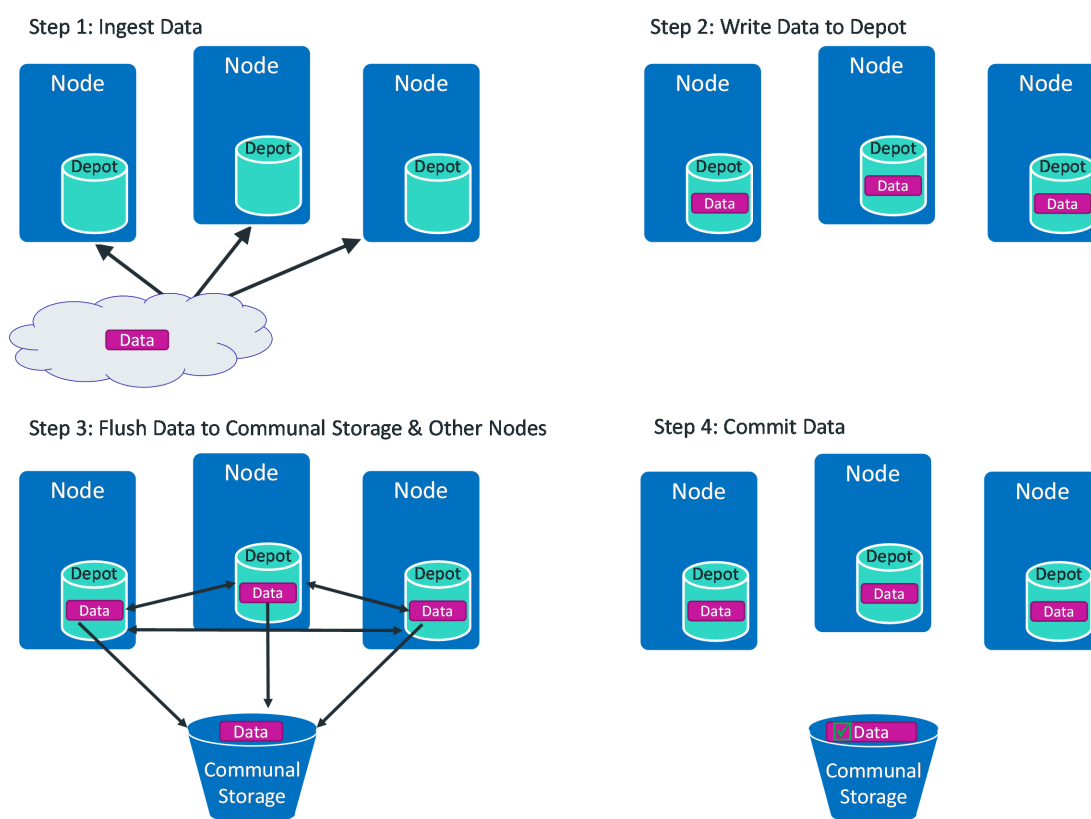 Step 1: Ingest Data
Node
Node
Node
Depot
Depot
Depot
Data
Step 2: Write Data to Depot
Node
Node
Node
Depot
Data
Depot
Data
Depot
Data
Step 3: Flush Data to Communal Storage & Other Nodes
Node
Node
Node
Depot
Data
Depot
Data
Depot
Data
Data
Communal
Storage
Step 4: Commit Data
Node
Node
Node
Depot
Data
Depot
Data
Depot
Data
Data
Communal
Storage